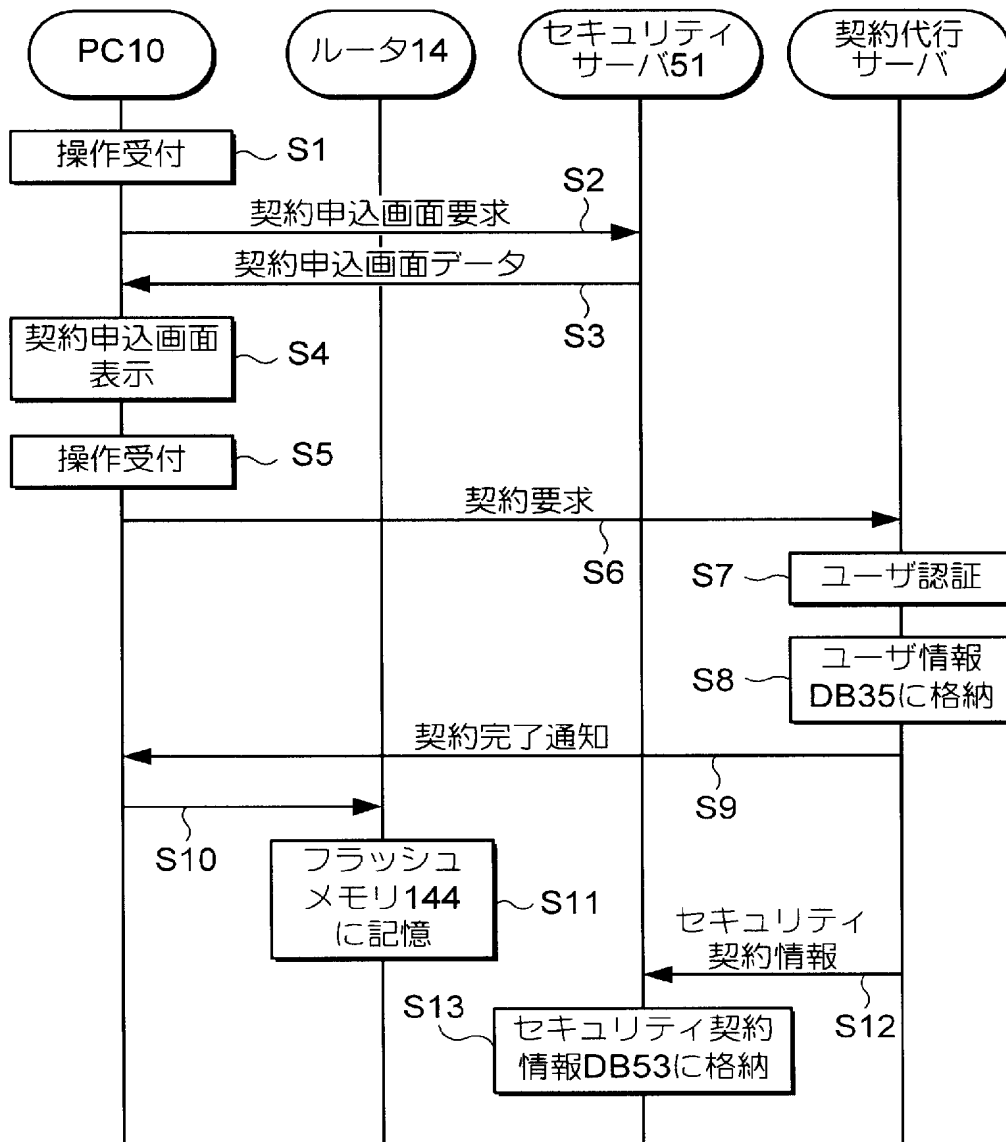 PC10
ルータ14
セキュリティ
サーバ51
契約代行
サーバ
操作受付
S1
S2
契約申込画面要求
契約申込画面データ
S3
契約申込画面
表示
S4
操作受付
S5
契約要求
S6
S7
ユーザ認証
S8
ユーザ情報
DB35に格納
契約完了通知
S9
S10
フラッシュ
メモリ144
に記憶
S11
セキュリティ
契約情報
S12
S13
セキュリティ契約
情報DB53に格納